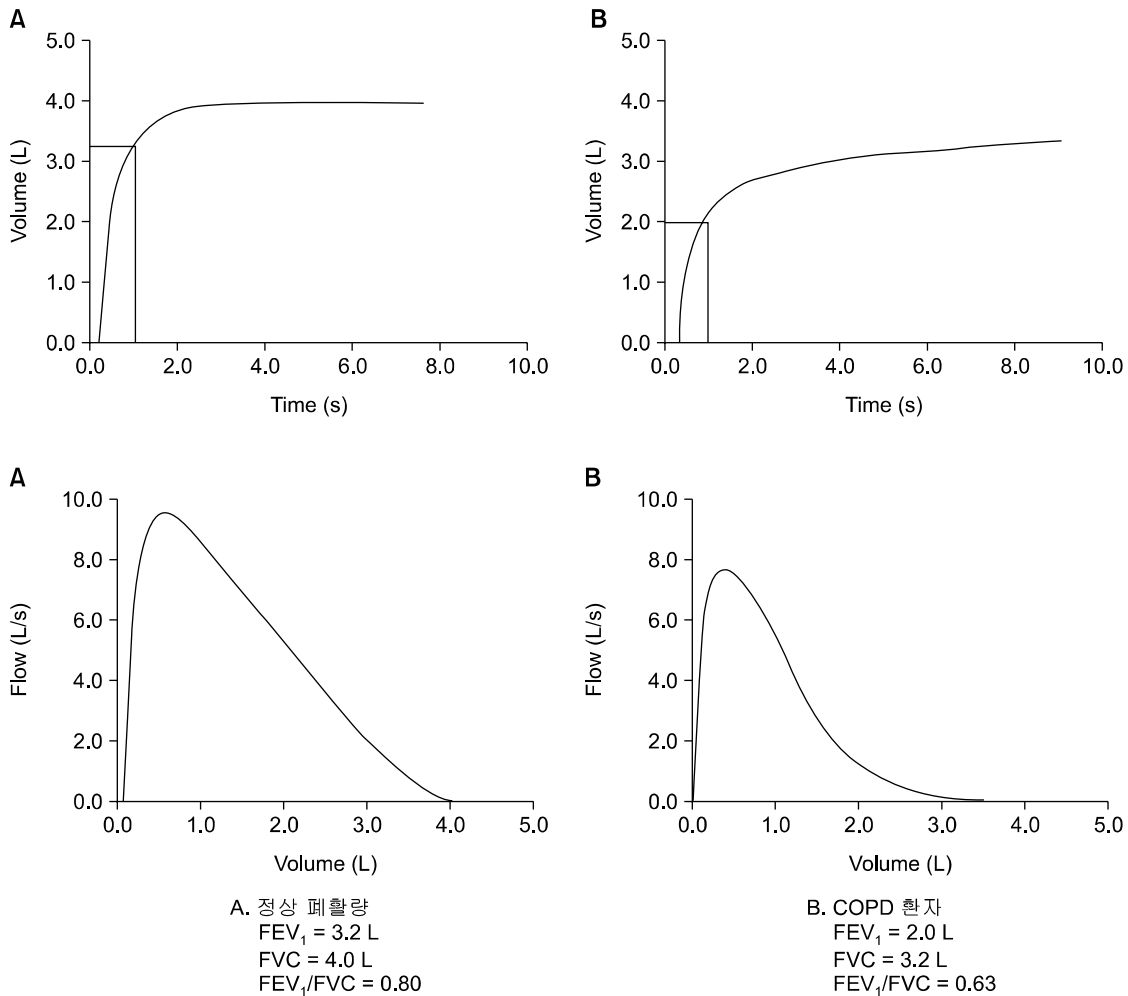 A
B
5.0
4.0
3.0
2.0
1.0
0.0
Volume (L)
0.0 2.0 4.0 6.0 8.0 10.0
Time (s)
5.0
4.0
3.0
2.0
1.0
0.0
Volume (L)
0.0 2.0 4.0 6.0 8.0 10.0
Time (s)
A
B
10.0
8.0
6.0
4.0
2.0
0.0
Flow (L/s)
0.0 1.0 2.0 3.0 4.0 5.0
Volume (L)
10.0
8.0
6.0
4.0
2.0
0.0
Flow (L/s)
0.0 1.0 2.0 3.0 4.0 5.0
Volume (L)
A. 정상 폐활량
FEV₁ = 3.2 L
FVC = 4.0 L
FEV₁/FVC = 0.80
B. COPD 환자
FEV₁ = 2.0 L
FVC = 3.2 L
FEV₁/FVC = 0.63